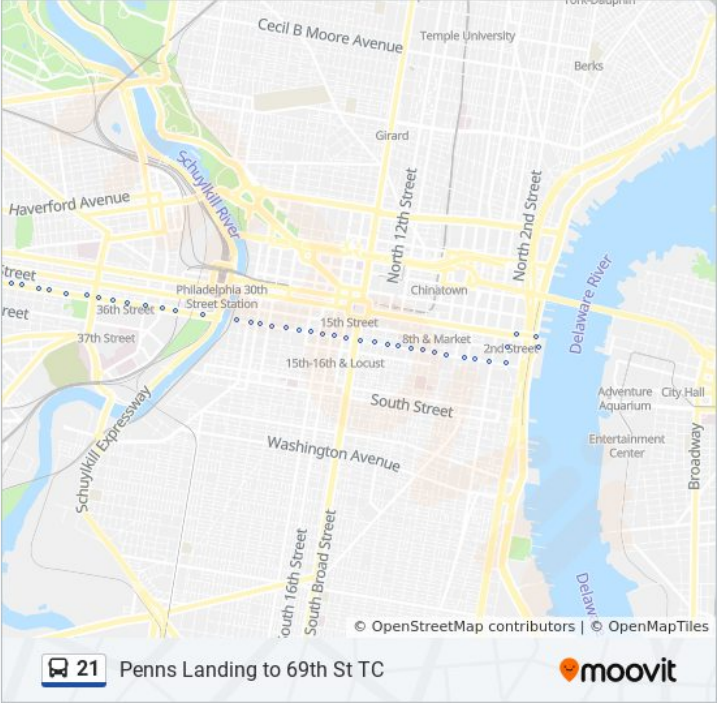 York-Dauphin
Cecil B Moore Avenue
Temple University
Berks
Girard
Schuylkill River
Haverford Avenue
North 12th Street
North 2nd Street
Delaware River
Street
Philadelphia 30th
Street Station
Chinatown
36th Street
reet
15th Street
8th & Market
2nd Street
37th Street
15th-16th & Locust
Adventure
Aquarium
City Hall
South Street
Schuylkill Expressway
Washington Avenue
Entertainment
Center
Broadway
South 16th Street
South Broad Street
Delaw
© OpenStreetMap contributors | © OpenMapTiles
21 Penns Landing to 69th St TC
moovit